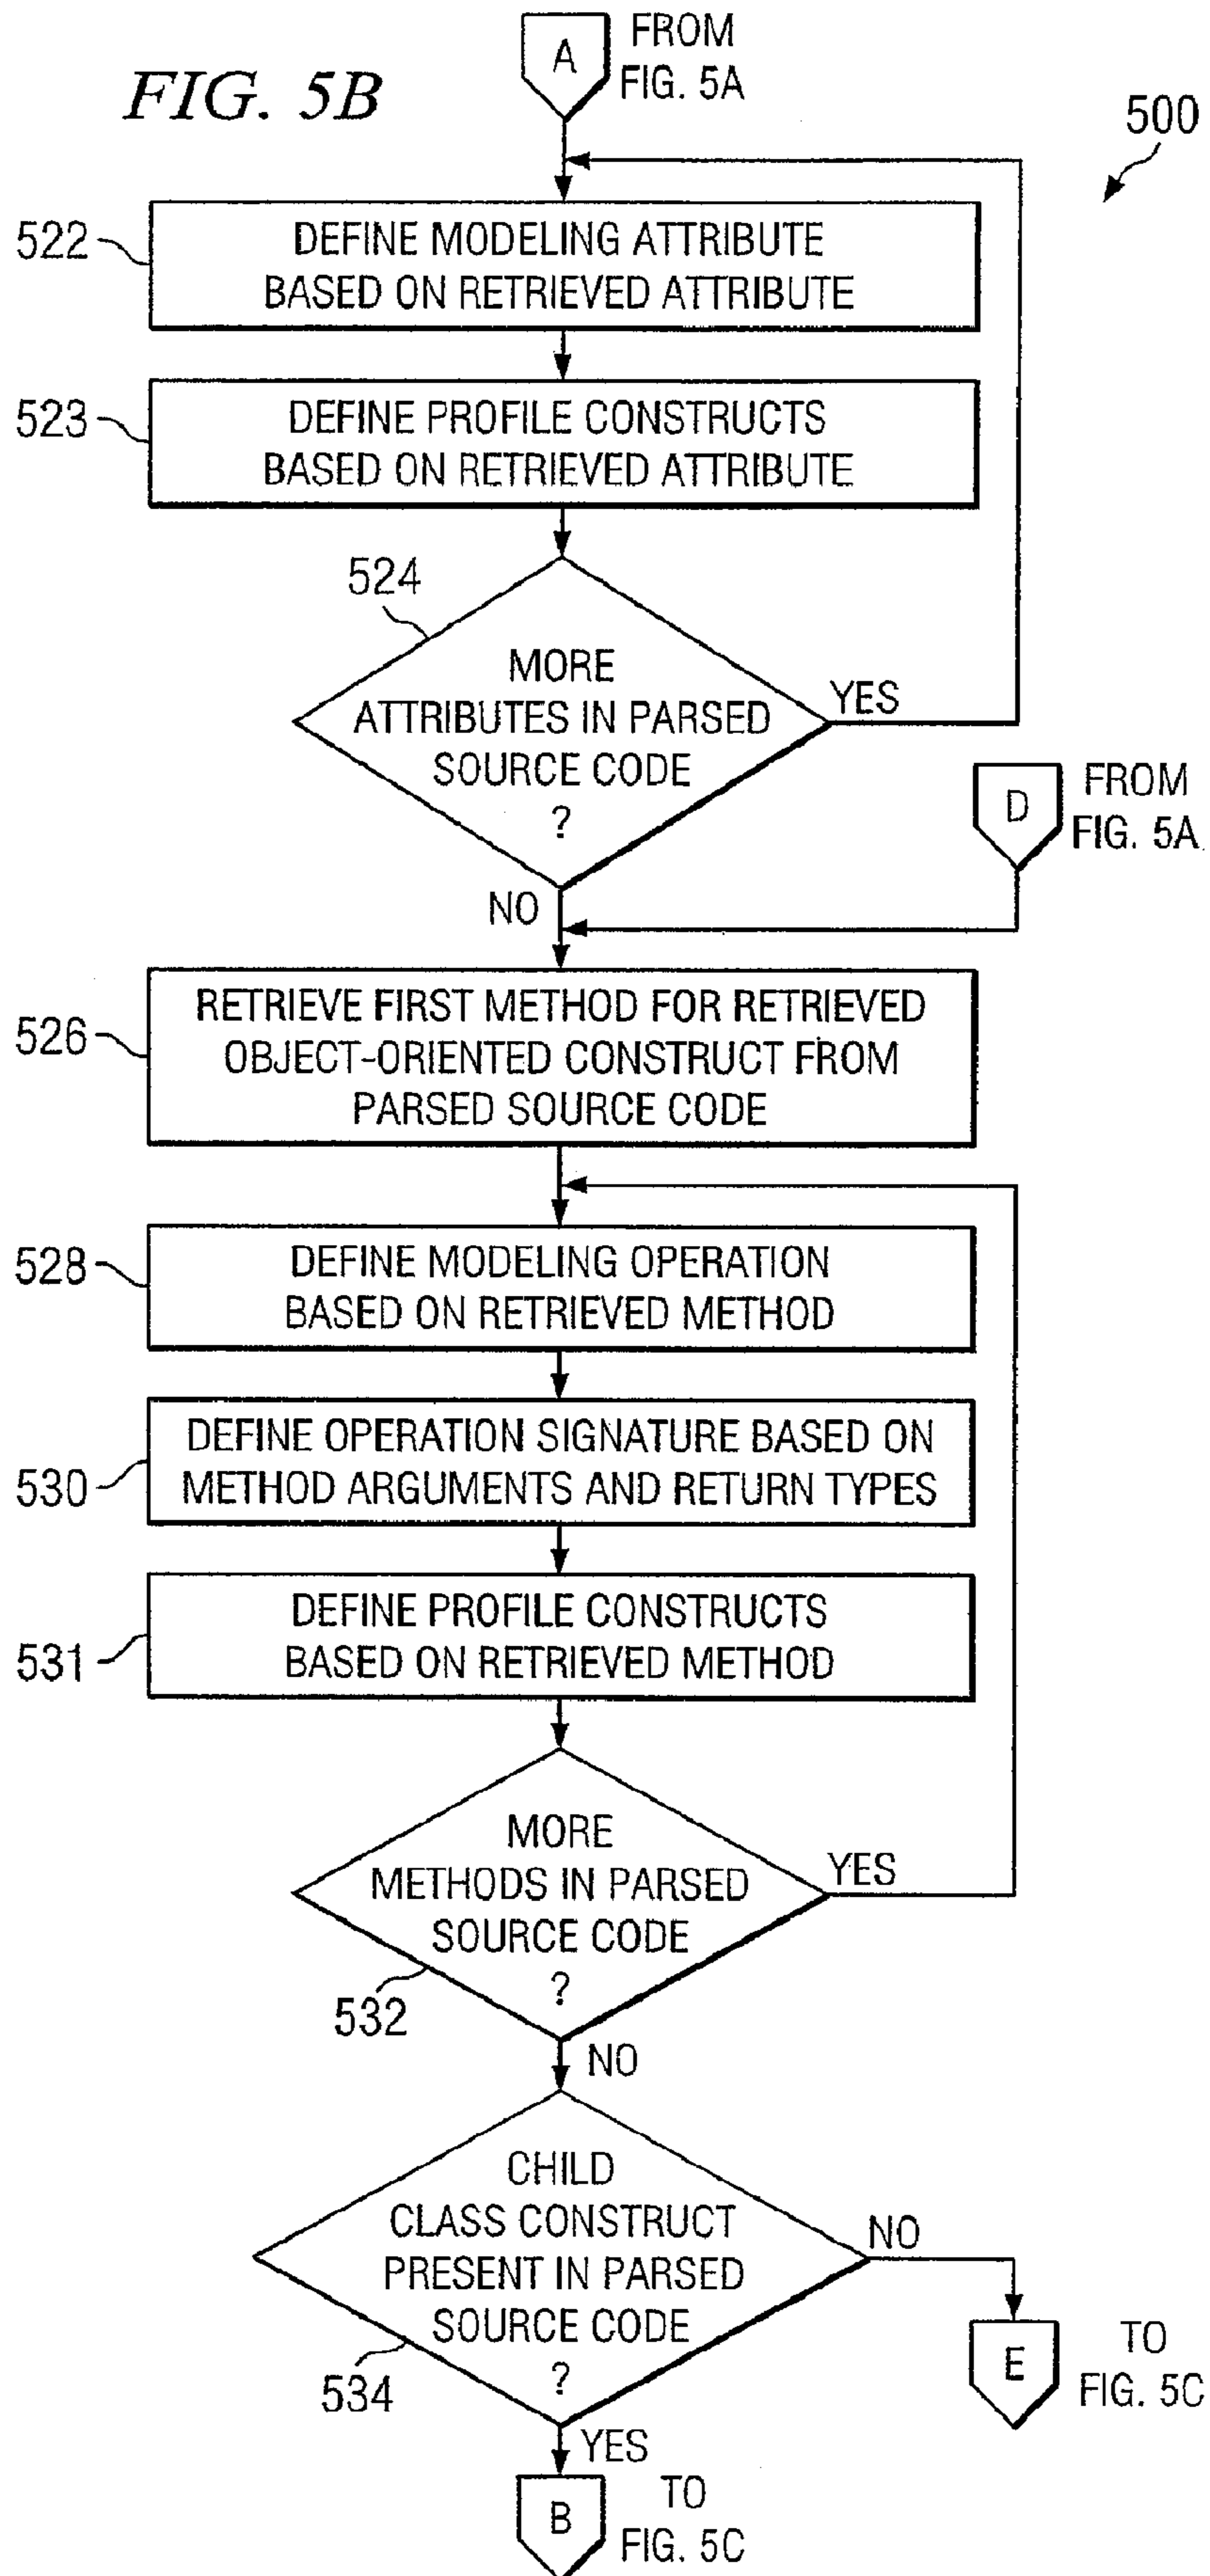 FIG. 5B
A
FROM
FIG. 5A
500
522
DEFINE MODELING ATTRIBUTE
BASED ON RETRIEVED ATTRIBUTE
523
DEFINE PROFILE CONSTRUCTS
BASED ON RETRIEVED ATTRIBUTE
524
MORE
ATTRIBUTES IN PARSED
SOURCE CODE
?
YES
D
FROM
FIG. 5A
NO
526
RETRIEVE FIRST METHOD FOR RETRIEVED
OBJECT-ORIENTED CONSTRUCT FROM
PARSED SOURCE CODE
528
DEFINE MODELING OPERATION
BASED ON RETRIEVED METHOD
530
DEFINE OPERATION SIGNATURE BASED ON
METHOD ARGUMENTS AND RETURN TYPES
531
DEFINE PROFILE CONSTRUCTS
BASED ON RETRIEVED METHOD
MORE
METHODS IN PARSED
SOURCE CODE
?
YES
532
NO
CHILD
CLASS CONSTRUCT
PRESENT IN PARSED
SOURCE CODE
?
NO
534
E
TO
FIG. 5C
YES
B
TO
FIG. 5C